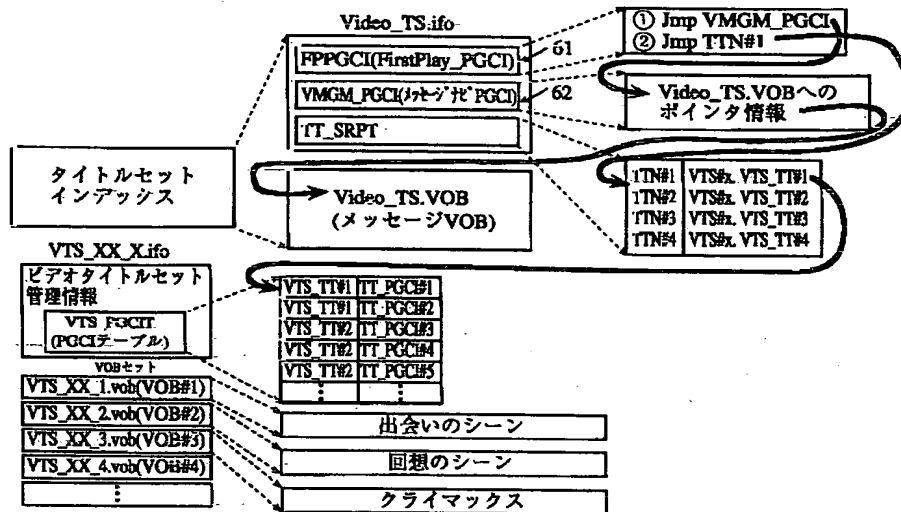 Video_TS.ifo
FPPGCI(FirstPlay_PGCI)
61
VMGM_PGCI(メッセージナビPGCI)
62
TT_SRPT
① Jmp VMGM_PGCI
② Jmp TTN#1
Video_TS.VOBへの
ポインタ情報
タイトルセット
インデックス
Video_TS.VOB
(メッセージVOB)
TTN#1 VTS#x. VTS_TT#1
TTN#2 VTS#x. VTS_TT#2
TTN#3 VTS#x. VTS_TT#3
TTN#4 VTS#x. VTS_TT#4
VTS_XX_X.ifo
ビデオタイトルセット
管理情報
VTS_PGCIT
(PGCIテーブル)
VTS_TT#1 TT_PGCI#1
VTS_TT#1 TT_PGCI#2
VTS_TT#2 TT_PGCI#3
VTS_TT#2 TT_PGCI#4
VTS_TT#2 TT_PGCI#5
⋮ ⋮
VOBセット
VTS_XX_1.vob(VOB#1)
VTS_XX_2.vob(VOB#2)
VTS_XX_3.vob(VOB#3)
VTS_XX_4.vob(VOB#4)
⋮
出会いのシーン
回想のシーン
クライマックス